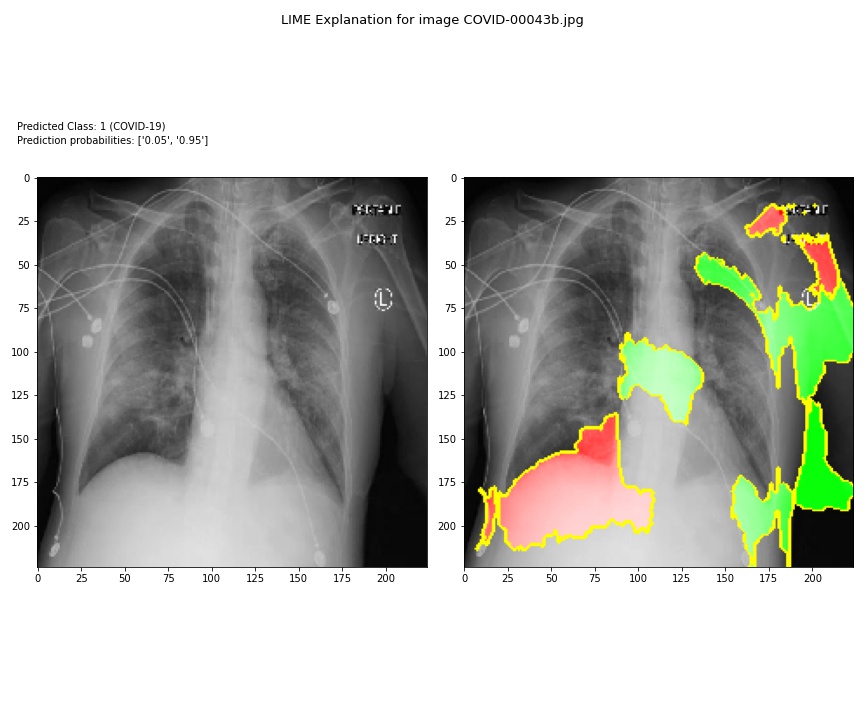 LIME Explanation for image COVID-00043b.jpg
Predicted Class: 1 (COVID-19)
Prediction probabilities: ['0.05', '0.95']
0
25
50
75
100
125
150
175
200
0 25 50 75 100 125 150 175 200
L
0
25
50
75
100
125
150
175
200
0 25 50 75 100 125 150 175 200
L